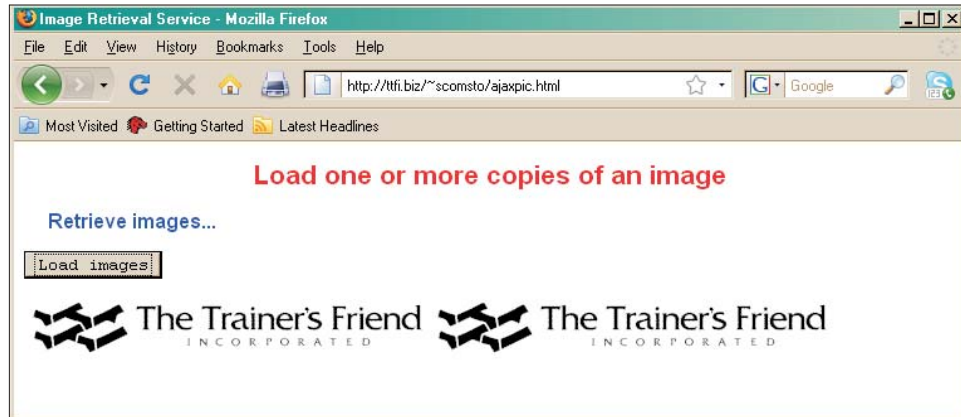 Image Retrieval Service - Mozilla Firefox
File Edit View History Bookmarks Tools Help
http://ttfi.biz/~scomsto/ajaxpic.html
G Google
123
Most Visited Getting Started Latest Headlines
Load one or more copies of an image
Retrieve images...
Load images
The Trainer's Friend The Trainer's Friend
INCORPORATED INCORPORATED